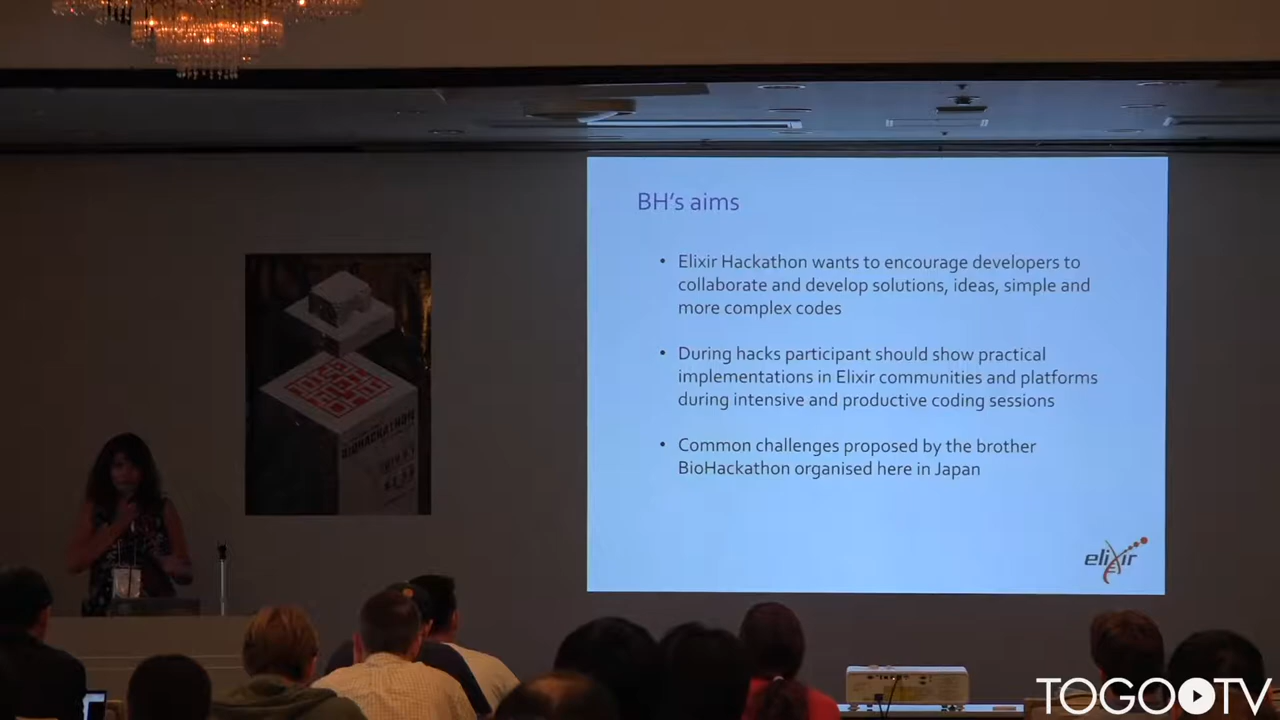 BH's aims
• Elixir Hackathon wants to encourage developers to
collaborate and develop solutions, ideas, simple and
more complex codes
• During hacks participant should show practical
implementations in Elixir communities and platforms
during intensive and productive coding sessions
• Common challenges proposed by the brother
BioHackathon organised here in Japan
elixir
BIOHACKATHON
TOGOTV